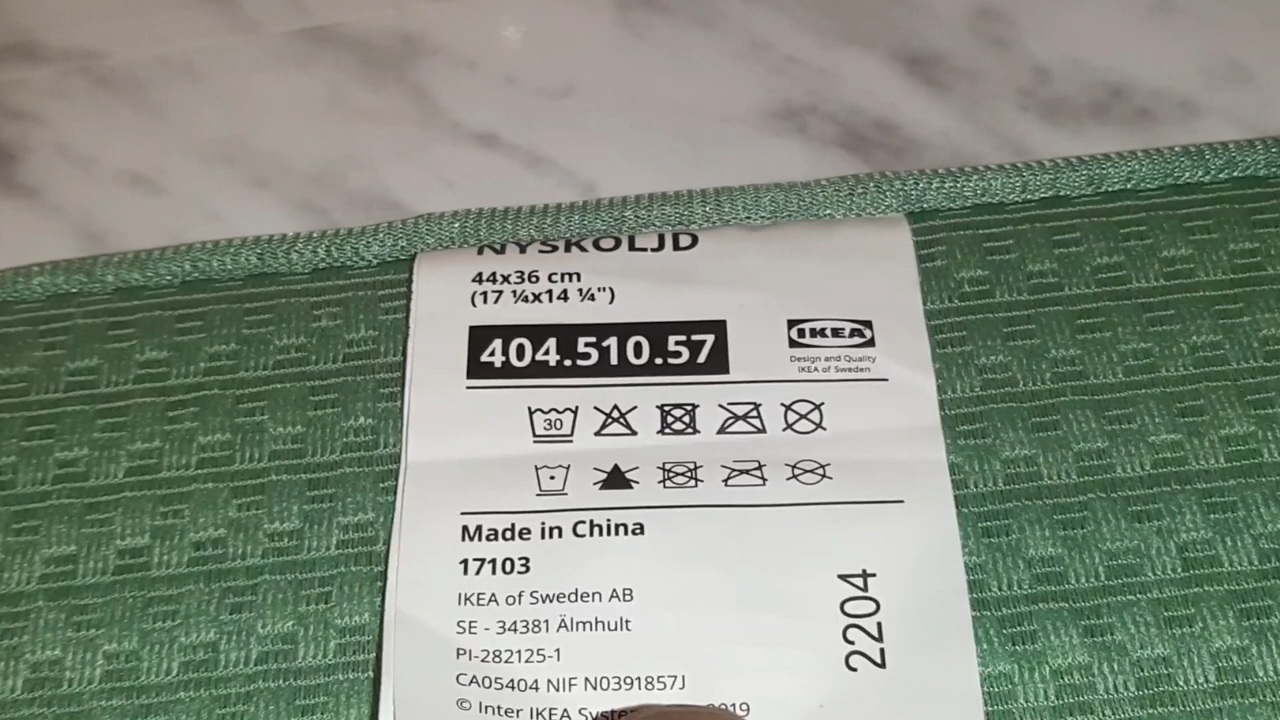 NYSKÖLJD
44x36 cm
(17 ¼x14 ¼")
404.510.57
IKEA
Design and Quality
IKEA of Sweden
30
Made in China
17103
IKEA of Sweden AB
SE - 34381 Älmhult
PI-282125-1
CA05404 NIF N0391857J
© Inter IKEA
2204